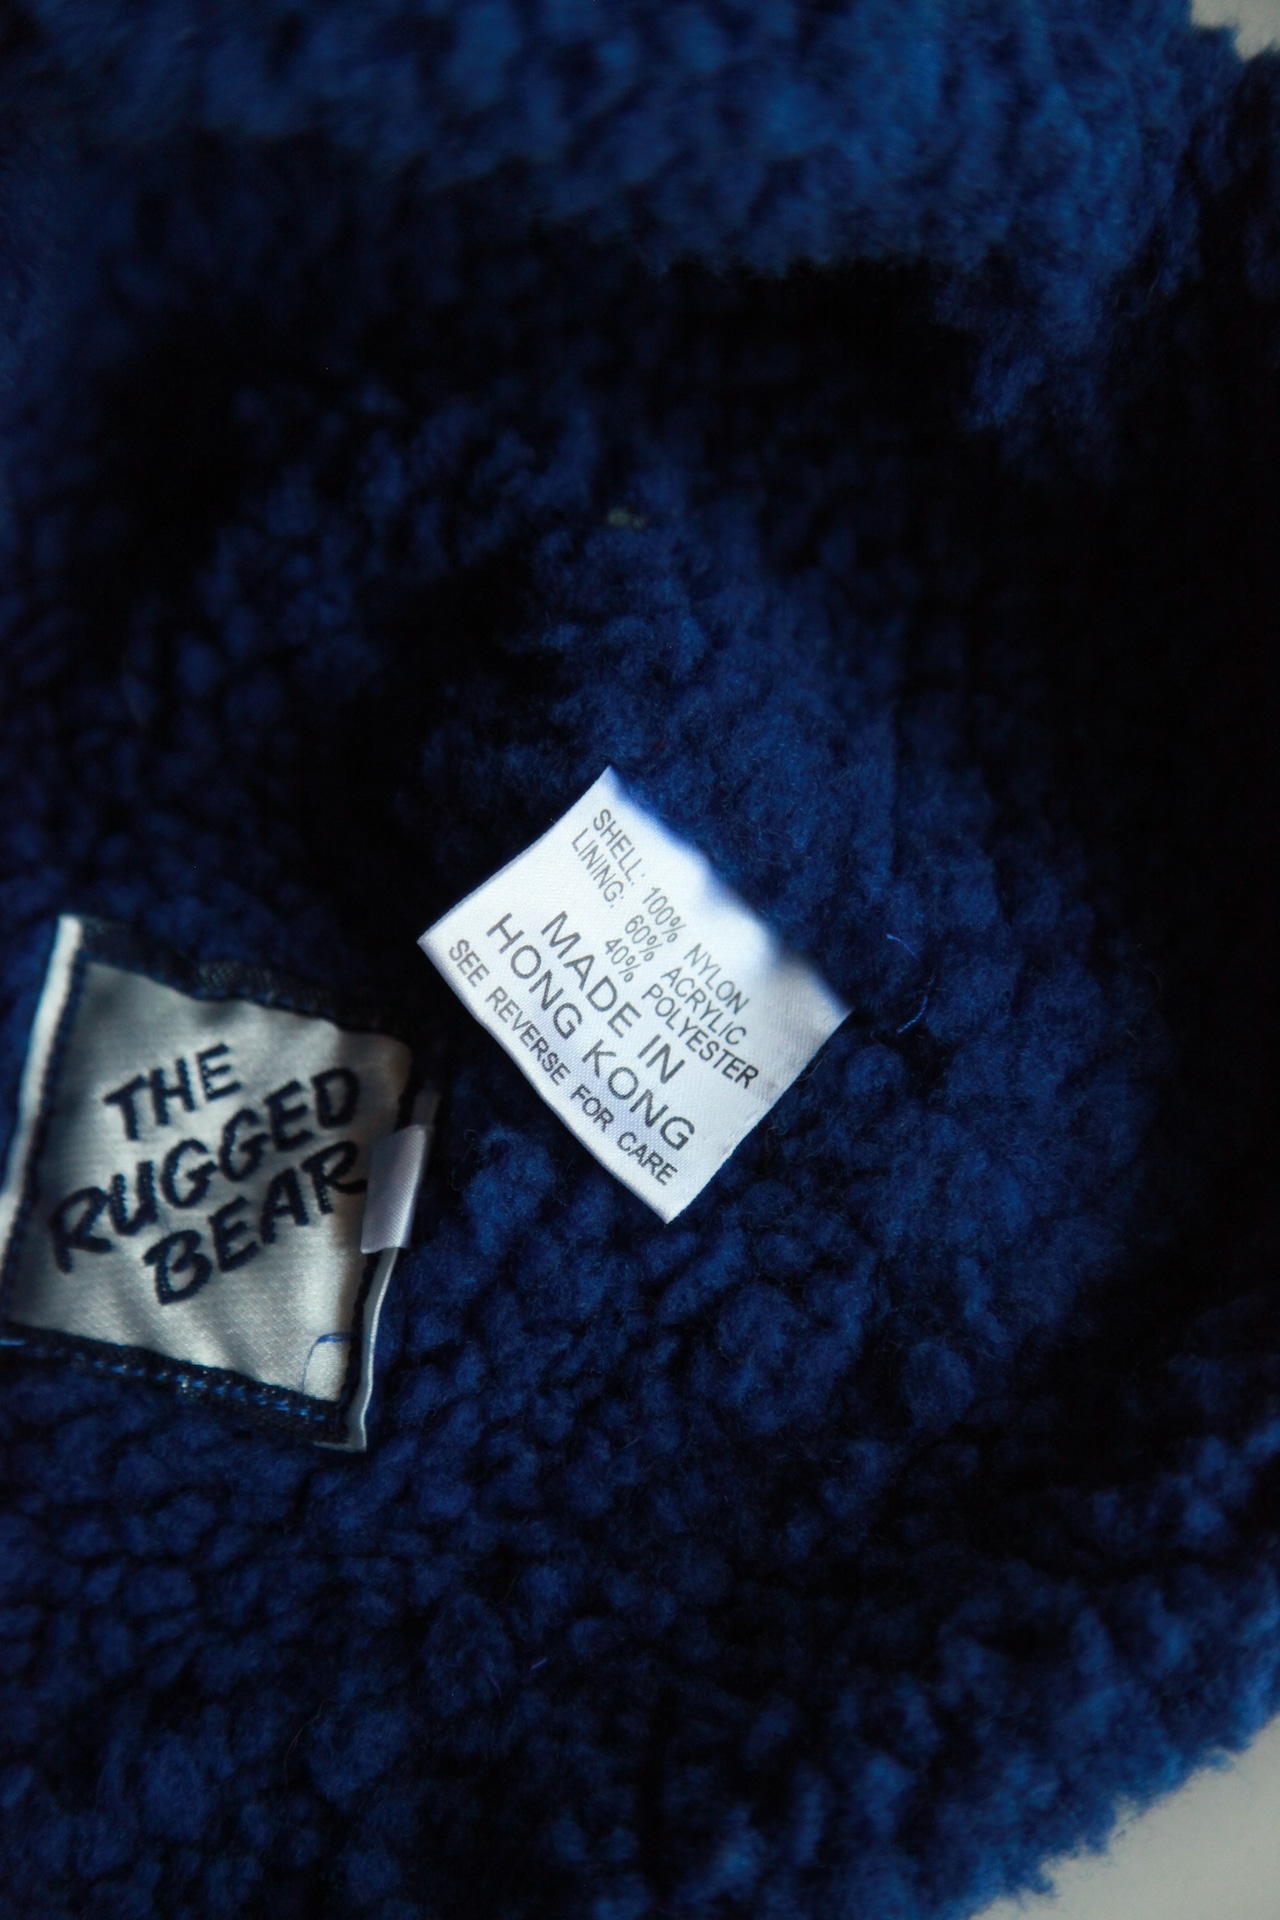 THE
RUGGED
BEAR
SHELL: 100% NYLON
LINING: 60% ACRYLIC
40% POLYESTER
MADE IN
HONG KONG
SEE REVERSE FOR CARE